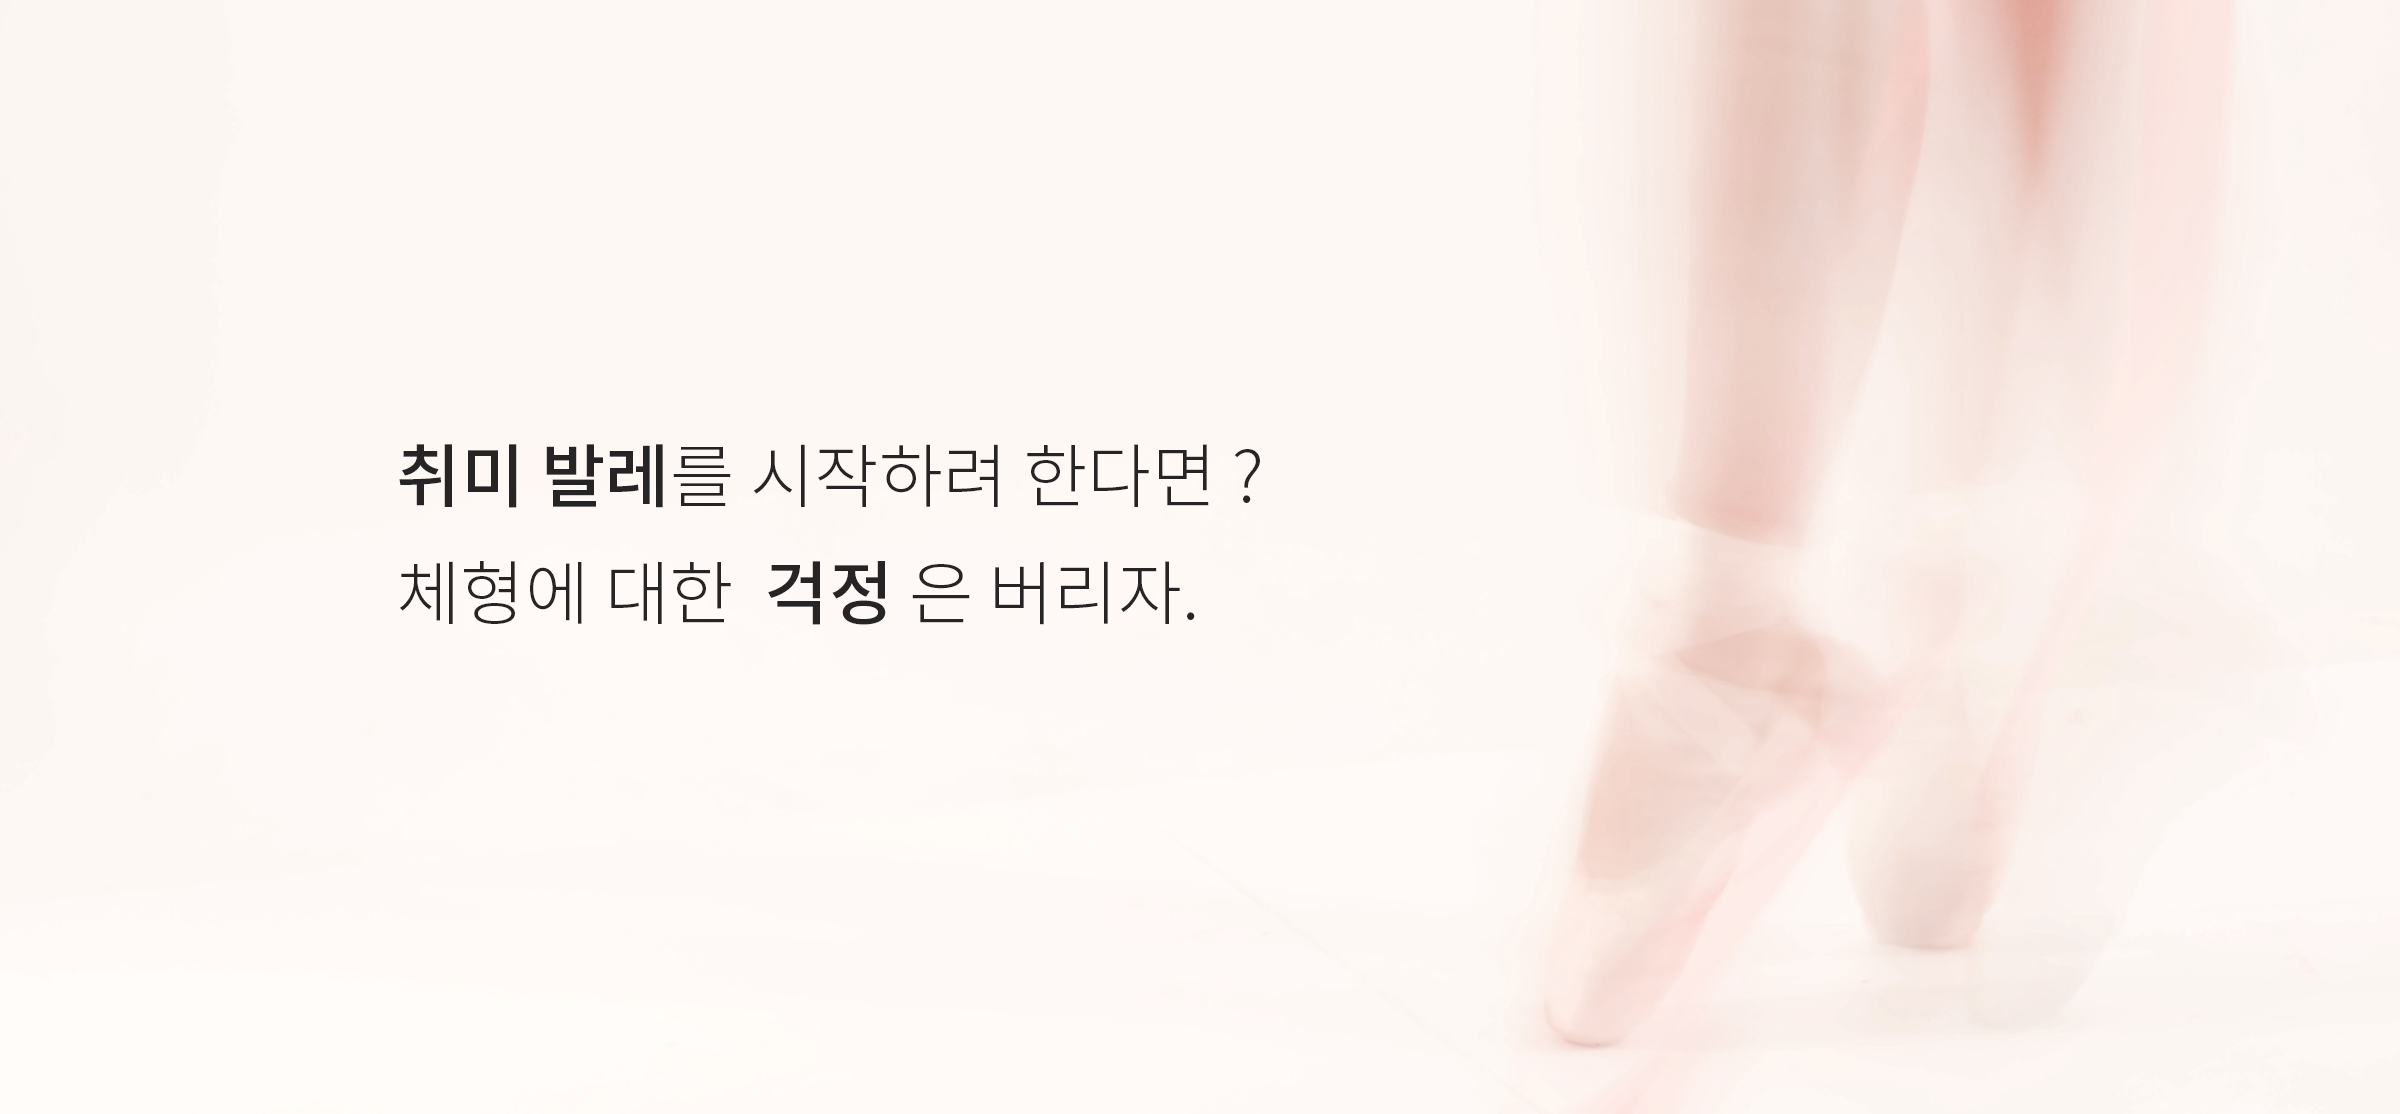 취미 발레를 시작하려 한다면 ?
체형에 대한 걱정 은 버리자.